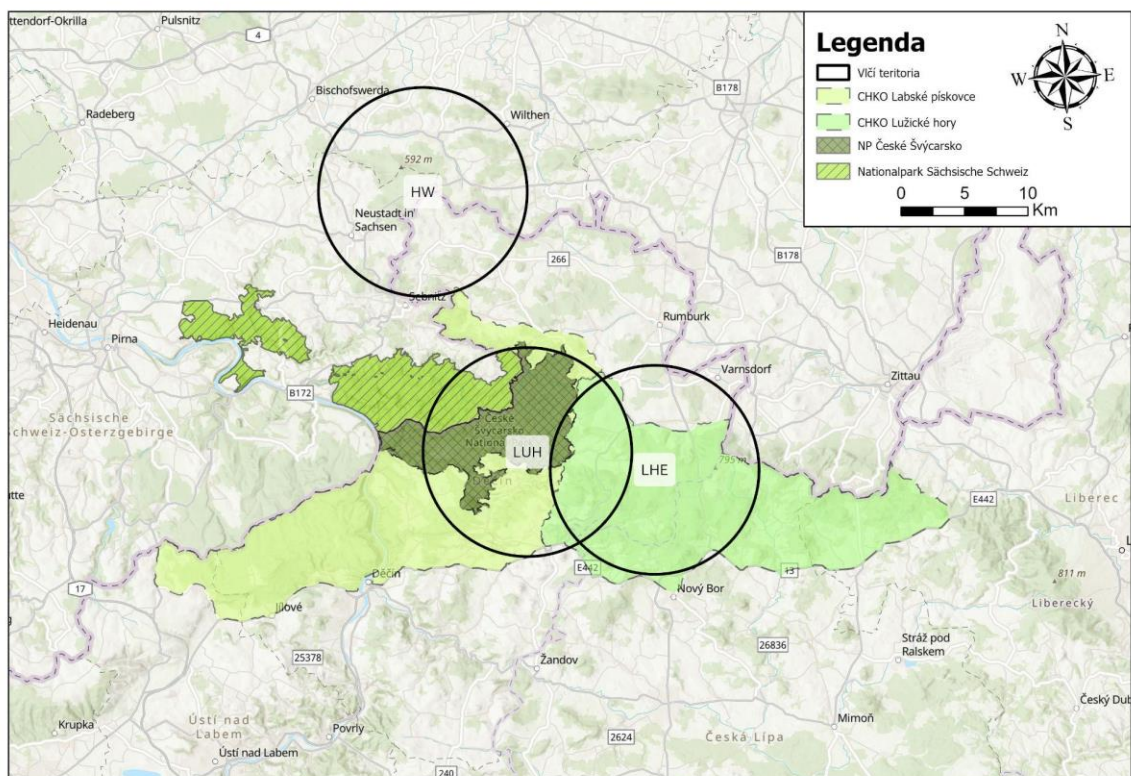 ttendorf-Okrilla
Pulsnitz
4
Bischofswerda
Radeberg
Wilthen
B178
592 m
HW
Neustadt in
Sachsen
266
B178
Sebnitz
Heidenau
Pirna
Rumburk
Varnsdorf
Zittau
B172
Sächsische
Schweiz-Osterzgebirge
České
Švýcarsko
LUH
LHE
795 m
E442
Liberec
Děčín
E442
13
17
Nový Bor
811 m
Liberecký
Jílové
25378
26836
Stráž pod
Ralskem
Žandov
Český Dub
Krupka
Ústí nad
Labem
Povrly
Mimoň
2624
Česká Lípa
Ústí nad Labem
240
Legenda
Vlčí teritoria
CHKO Labské pískovce
CHKO Lužické hory
NP České Švýcarsko
Nationalpark Sächsische Schweiz
N
W
E
S
0 5 10
Km